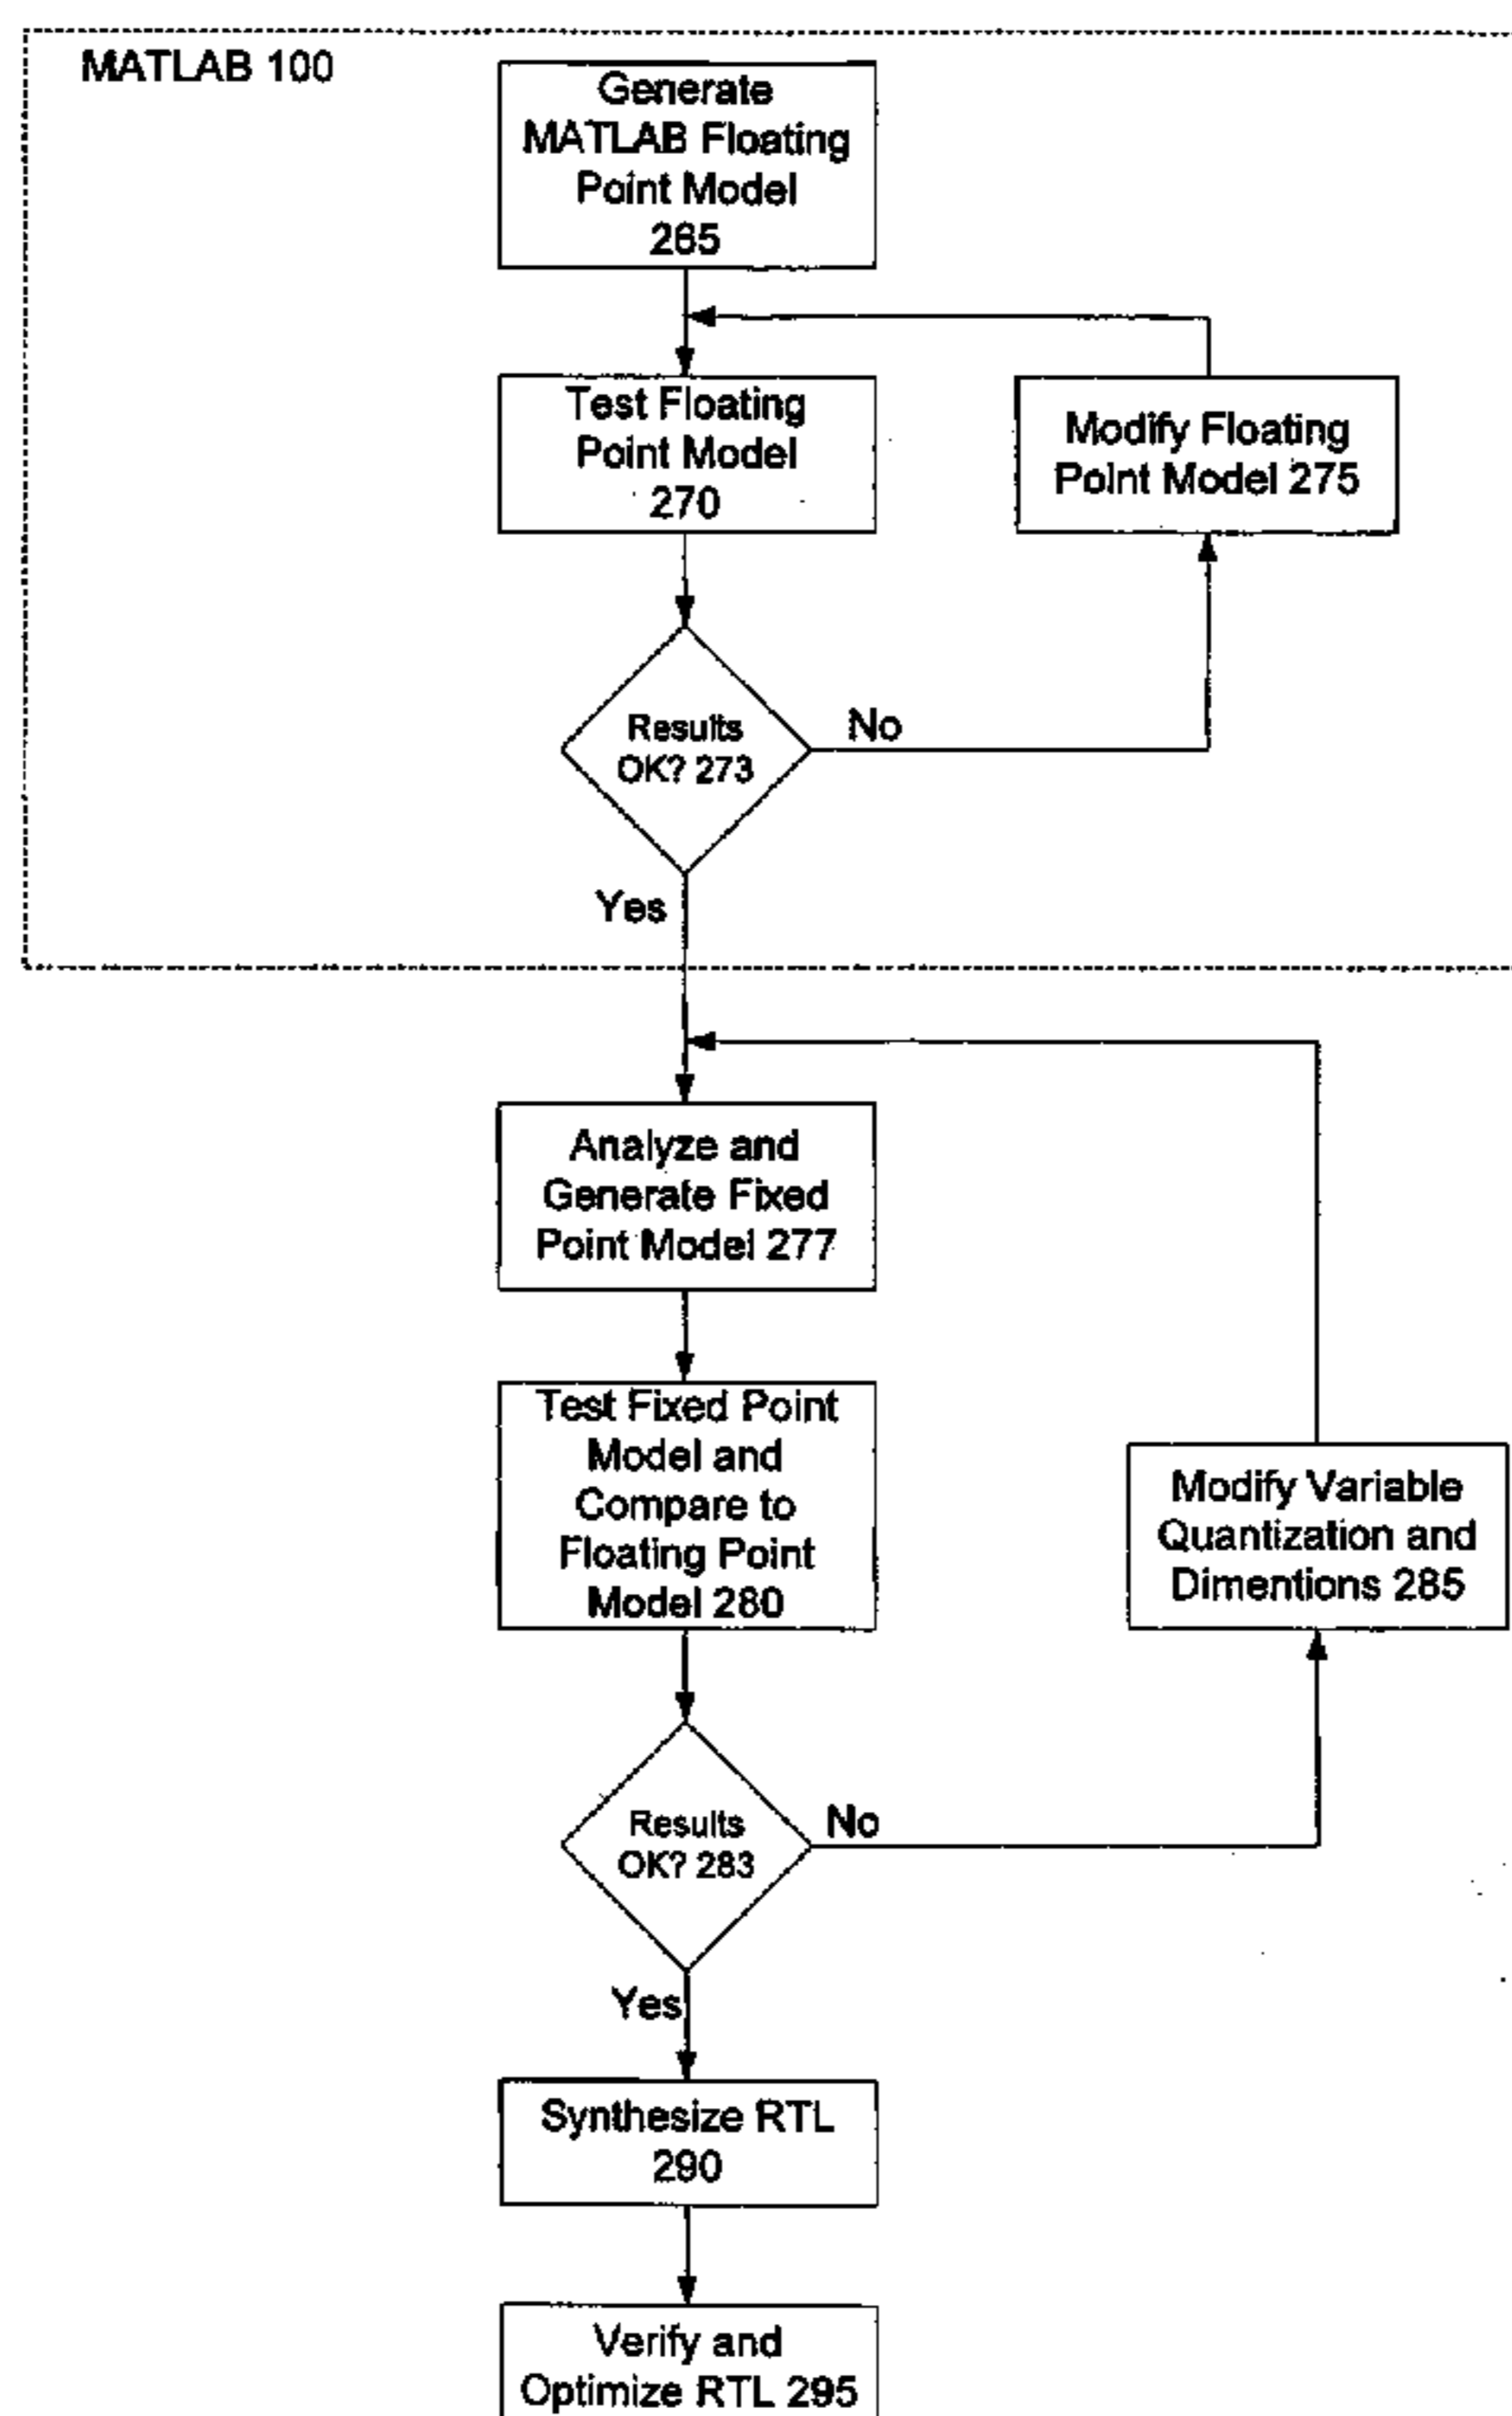 MATLAB 100
Generate
MATLAB Floating
Point Model
265
Test Floating
Point Model
270
Modify Floating
Point Model 275
Results
OK? 273
No
Yes
Analyze and
Generate Fixed
Point Model 277
Test Fixed Point
Model and
Compare to
Floating Point
Model 280
Modify Variable
Quantization and
Dimentions 285
Results
OK? 283
No
Yes
Synthesize RTL
290
Verify and
Optimize RTL 295